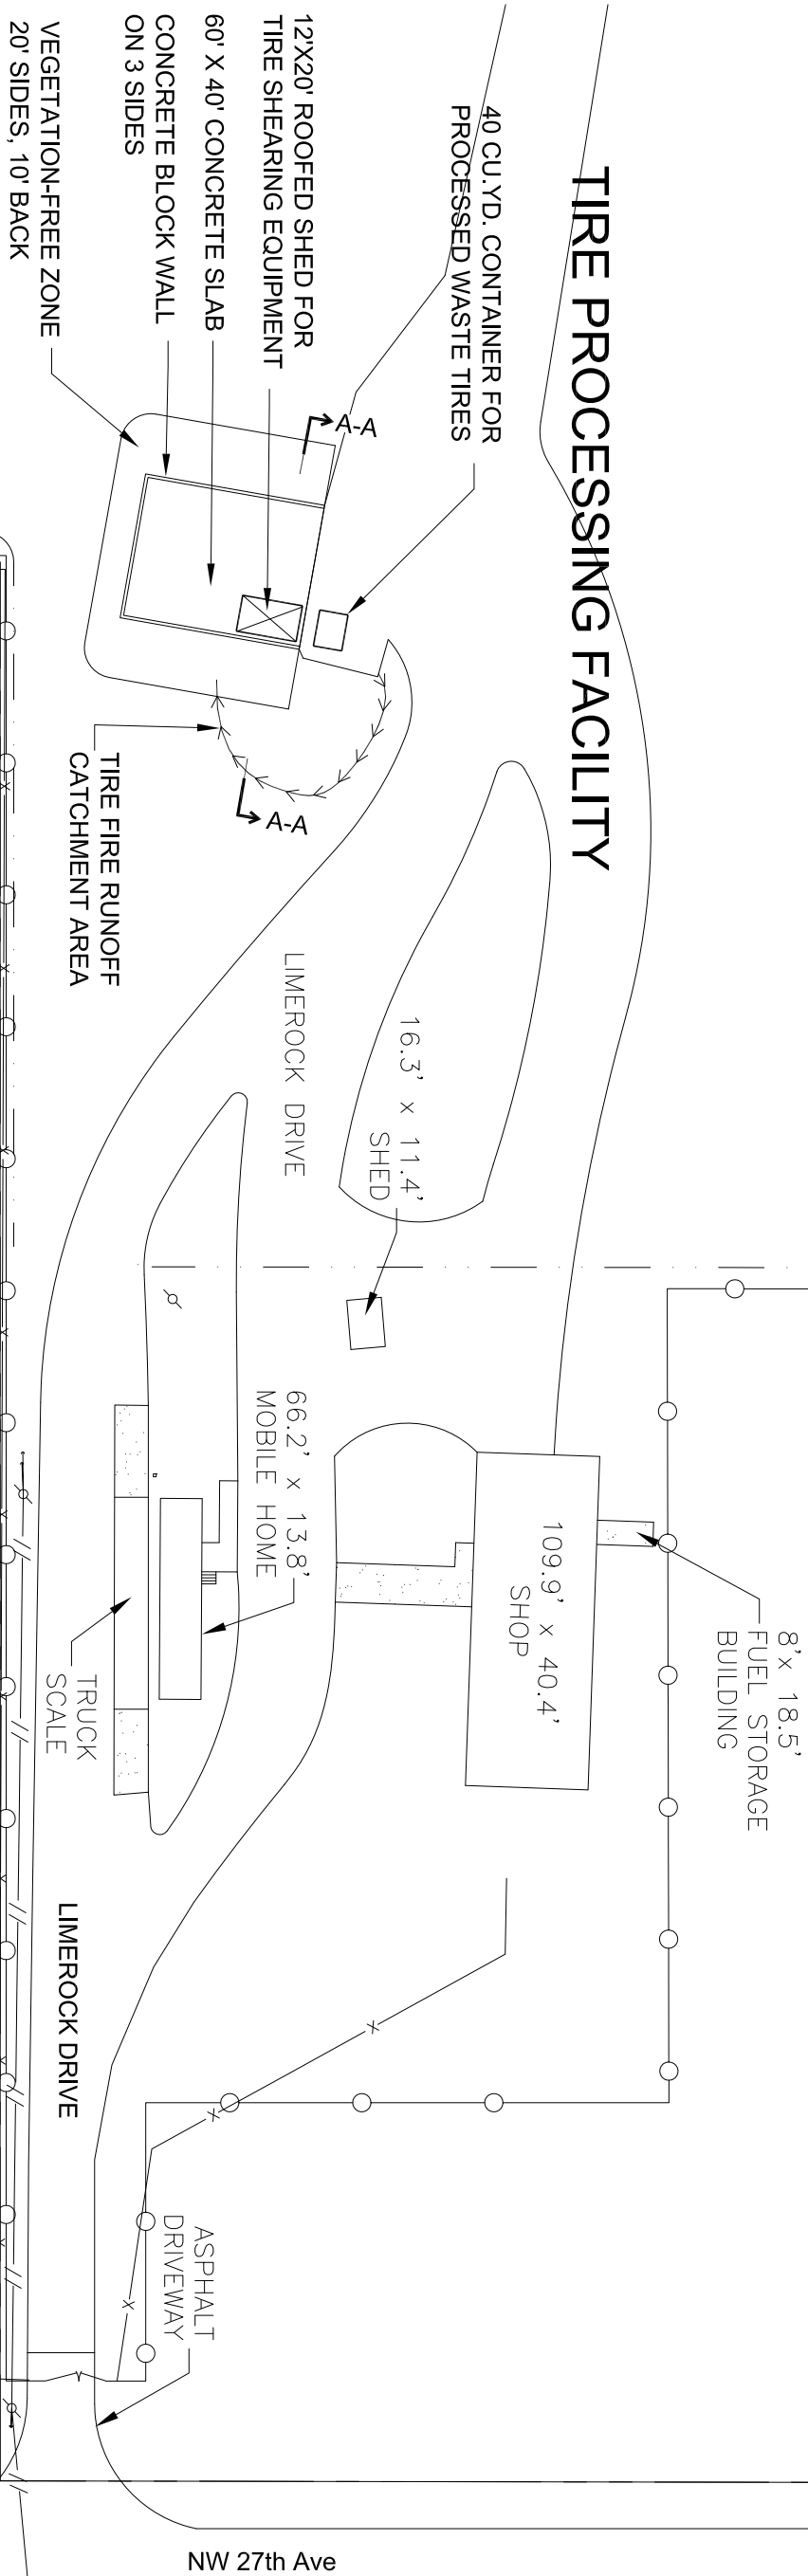 TIRE PROCESSING FACILITY
40 CU.YD. CONTAINER FOR
PROCESSED WASTE TIRES
12'X20' ROOFED SHED FOR
TIRE SHEARING EQUIPMENT
60' X 40' CONCRETE SLAB
CONCRETE BLOCK WALL
ON 3 SIDES
VEGETATION-FREE ZONE
20' SIDES, 10' BACK
A-A
A-A
TIRE FIRE RUNOFF
CATCHMENT AREA
LIMEROCK DRIVE
16.3' x 11.4'
SHED
66.2' x 13.8'
MOBILE HOME
109.9' x 40.4'
SHOP
8'x 18.5'
FUEL STORAGE
BUILDING
TRUCK
SCALE
LIMEROCK DRIVE
ASPHALT
DRIVEWAY
NW 27th Ave